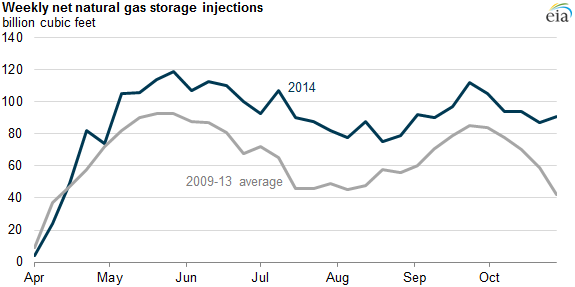 Weekly net natural gas storage injections
billion cubic feet
eia
140
120
100
80
60
40
20
0
2014
2009-13 average
Apr May Jun Jul Aug Sep Oct